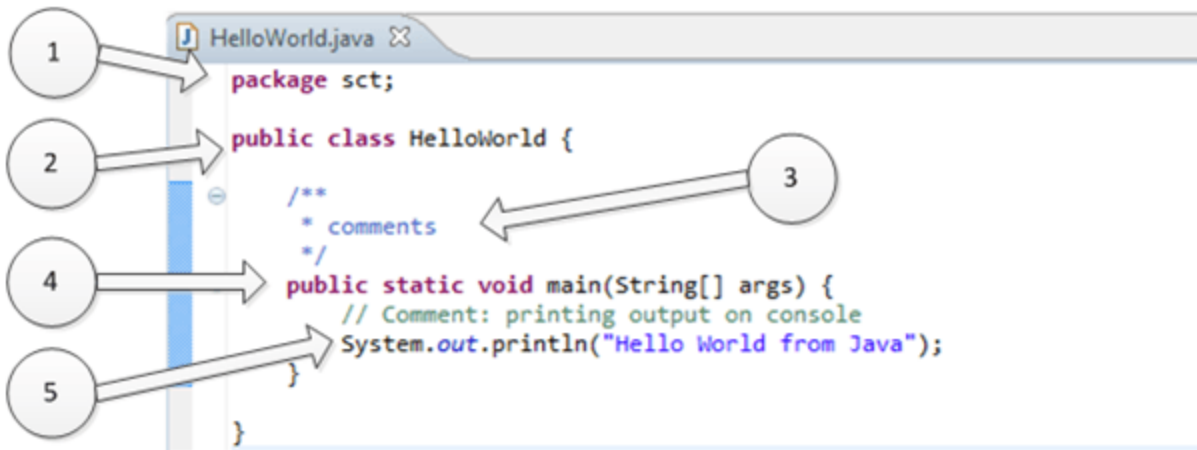 HelloWorld.java
1
package sct;
2
public class HelloWorld {
3
/**
* comments
*/
4
public static void main(String[] args) {
// Comment: printing output on console
5
System.out.println("Hello World from Java");
}
}